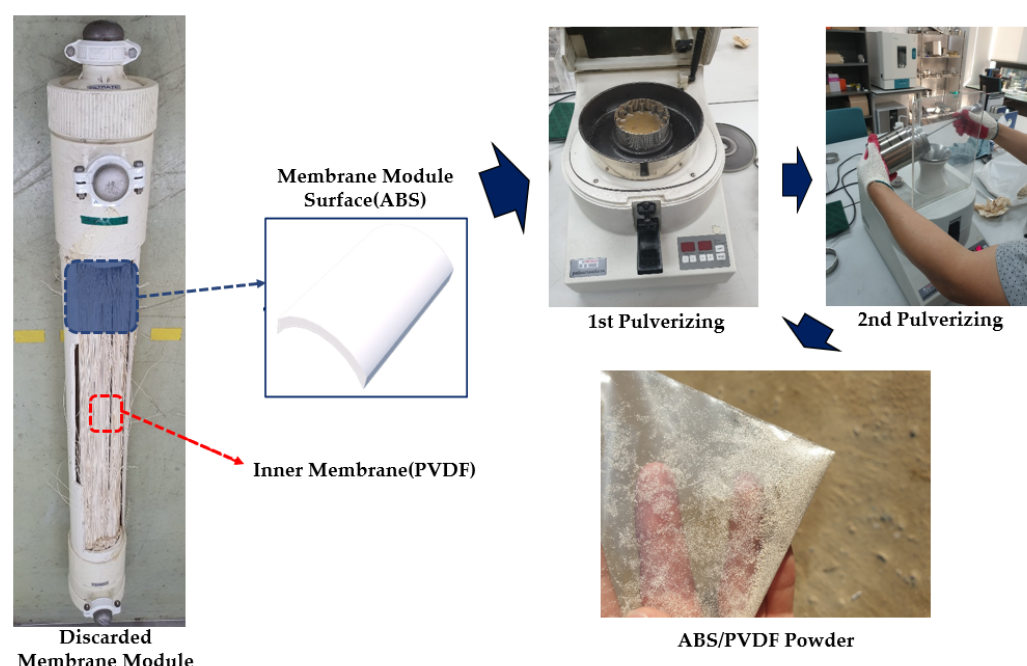 Membrane Module
Surface(ABS)
Inner Membrane(PVDF)
Discarded
Membrane Module
1st Pulverizing
2nd Pulverizing
ABS/PVDF Powder